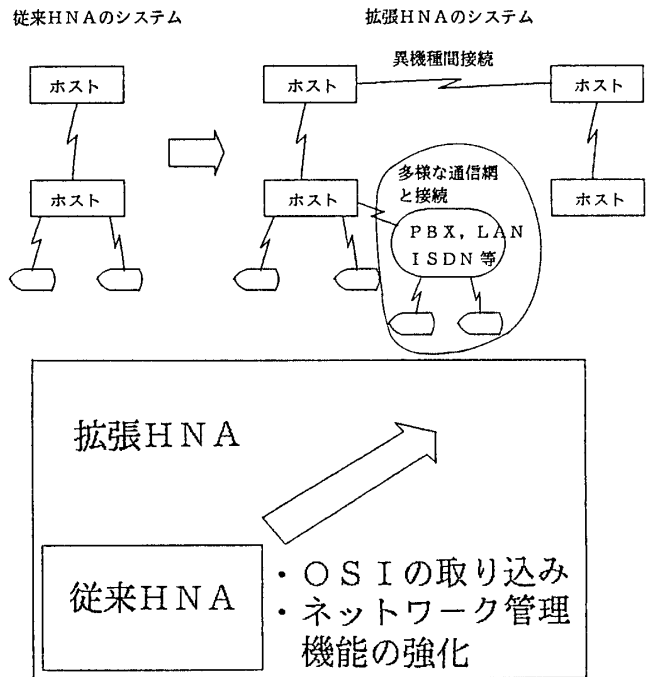 従来HNAのシステム
拡張HNAのシステム
異機種間接続
ホスト
ホスト
ホスト
ホスト
ホスト
ホスト
多様な通信網
と接続
PBX，LAN
ISDN等
拡張HNA
従来HNA
・OSIの取り込み
・ネットワーク管理
機能の強化